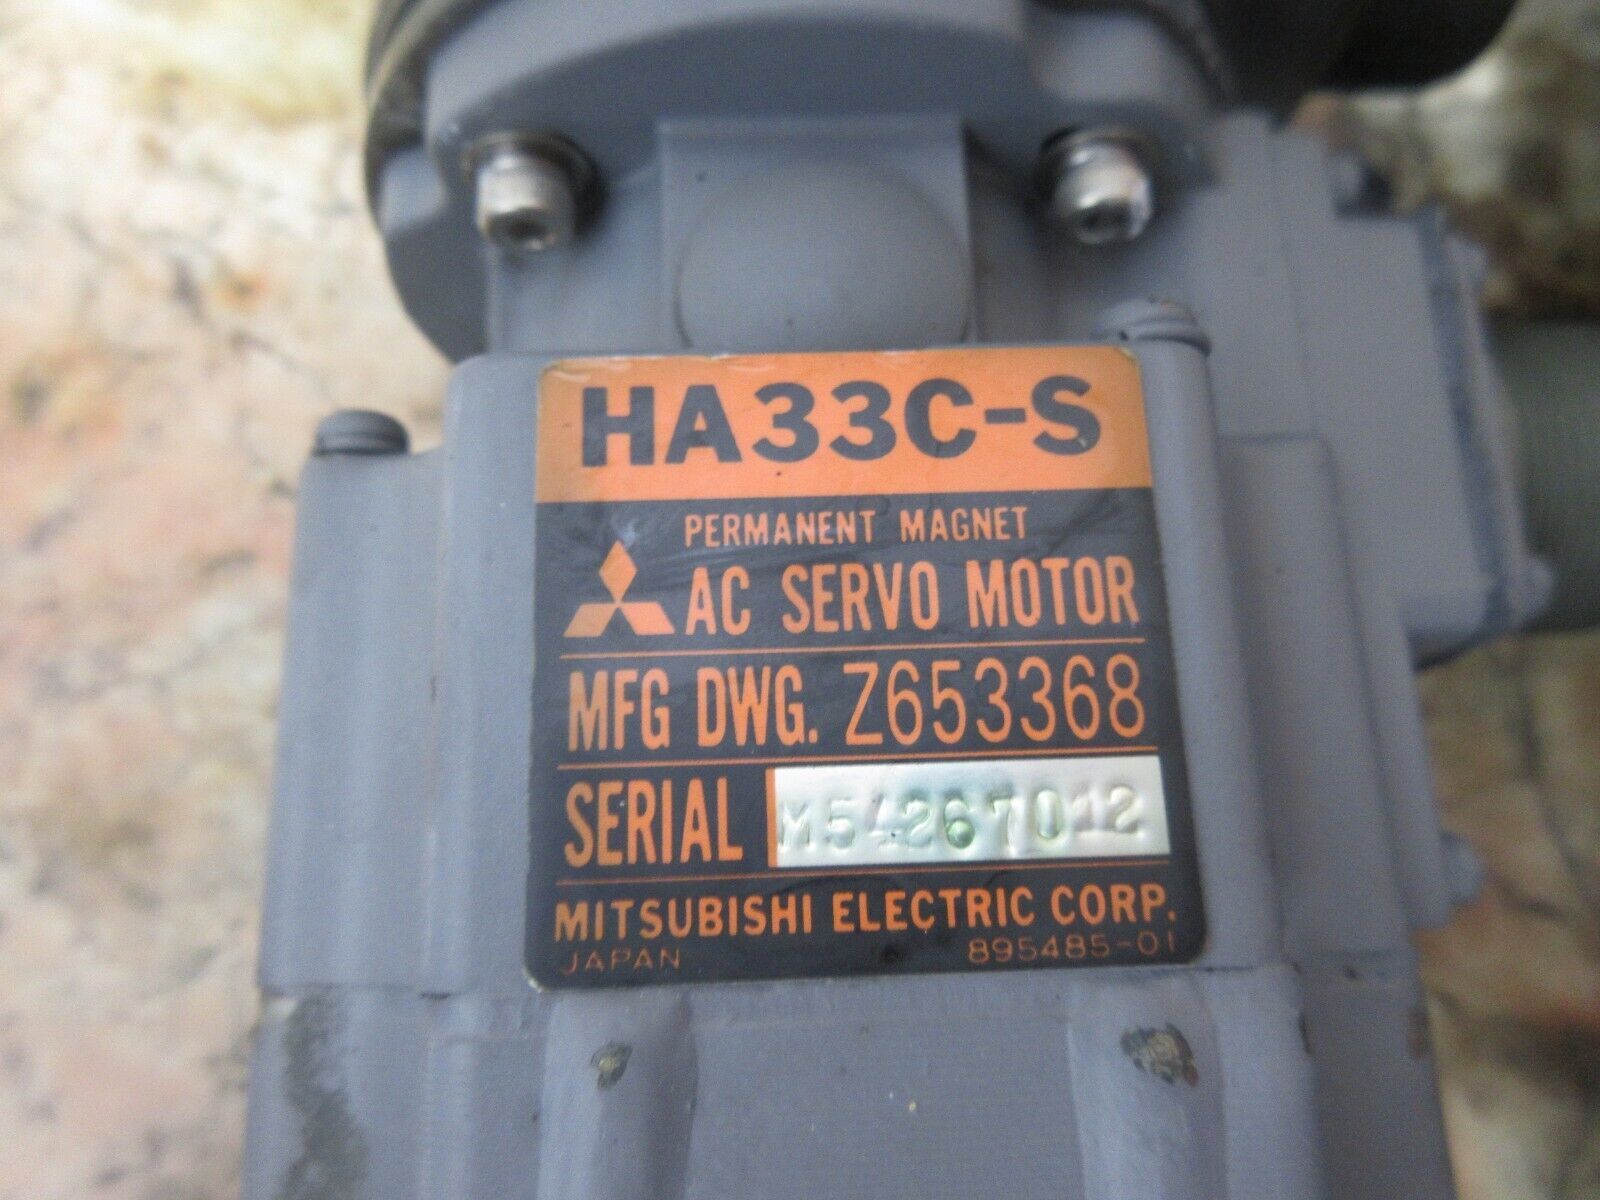 HA33C-S
PERMANENT MAGNET
AC SERVO MOTOR
MFG DWG. Z653368
SERIAL M54267012
MITSUBISHI ELECTRIC CORP.
JAPAN 895485-01